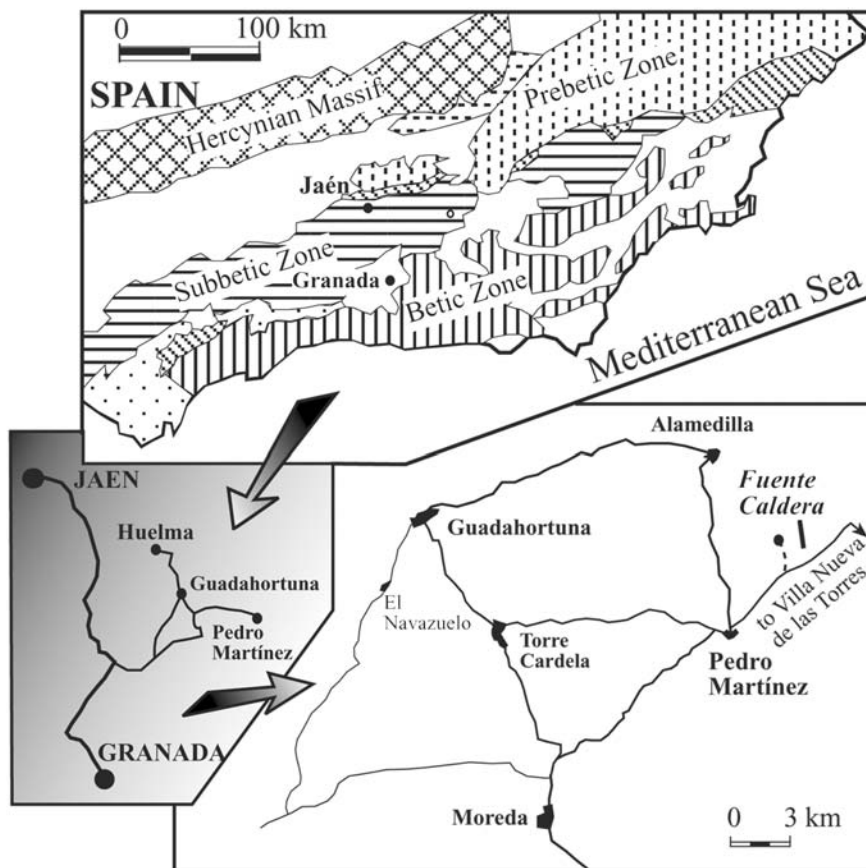 0 100 km
SPAIN
Hercynian Massif
Prebetic Zone
Jaén
Subbetic Zone
Granada
Betic Zone
Mediterranean Sea
JAEN
Huelma
Guadahortuna
Pedro
Martínez
GRANADA
Alamedilla
Fuente
Caldera
Guadahortuna
to Villa Nueva
de las Torres
El
Navazuelo
Torre
Cardela
Pedro
Martínez
Moreda
0 3 km